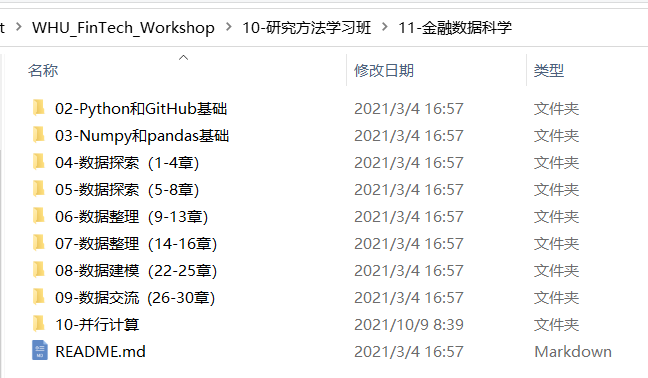 t › WHU_FinTech_Workshop › 10-研究方法学习班 › 11-金融数据科学
名称 修改日期 类型
02-Python和GitHub基础 2021/3/4 16:57 文件夹
03-Numpy和pandas基础 2021/3/4 16:57 文件夹
04-数据探索（1-4章） 2021/3/4 16:57 文件夹
05-数据探索（5-8章） 2021/3/4 16:57 文件夹
06-数据整理（9-13章） 2021/3/4 16:57 文件夹
07-数据整理（14-16章） 2021/3/4 16:57 文件夹
08-数据建模（22-25章） 2021/3/4 16:57 文件夹
09-数据交流（26-30章） 2021/3/4 16:57 文件夹
10-并行计算 2021/10/9 8:39 文件夹
README.md 2021/3/4 16:57 Markdown